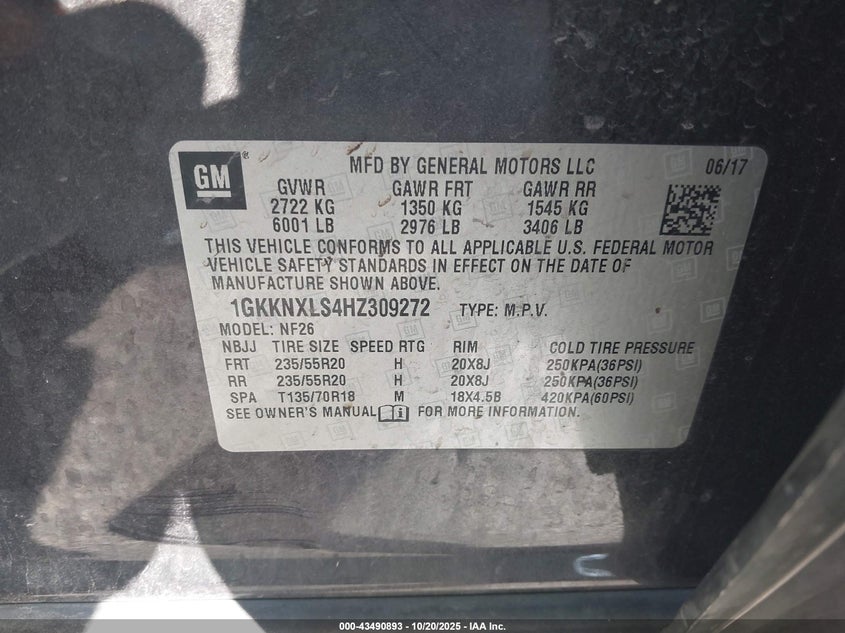 GM ® MFD BY GENERAL MOTORS LLC 06/17
GVWR GAWR FRT GAWR RR
2722 KG 1350 KG 1545 KG
6001 LB 2976 LB 3406 LB
THIS VEHICLE CONFORMS TO ALL APPLICABLE U.S. FEDERAL MOTOR
VEHICLE SAFETY STANDARDS IN EFFECT ON THE DATE OF
MANUFACTURE SHOWN ABOVE.
1GKKNXLS4HZ309272 TYPE: M.P.V.
MODEL: NF26
NBJJ TIRE SIZE SPEED RTG RIM COLD TIRE PRESSURE
FRT 235/55R20 H 20X8J 250KPA(36PSI)
RR 235/55R20 H 20X8J 250KPA(36PSI)
SPA T135/70R18 M 18X4.5B 420KPA(60PSI)
SEE OWNER'S MANUAL FOR MORE INFORMATION.
000-43490893 - 10/20/2025 - IAA Inc.